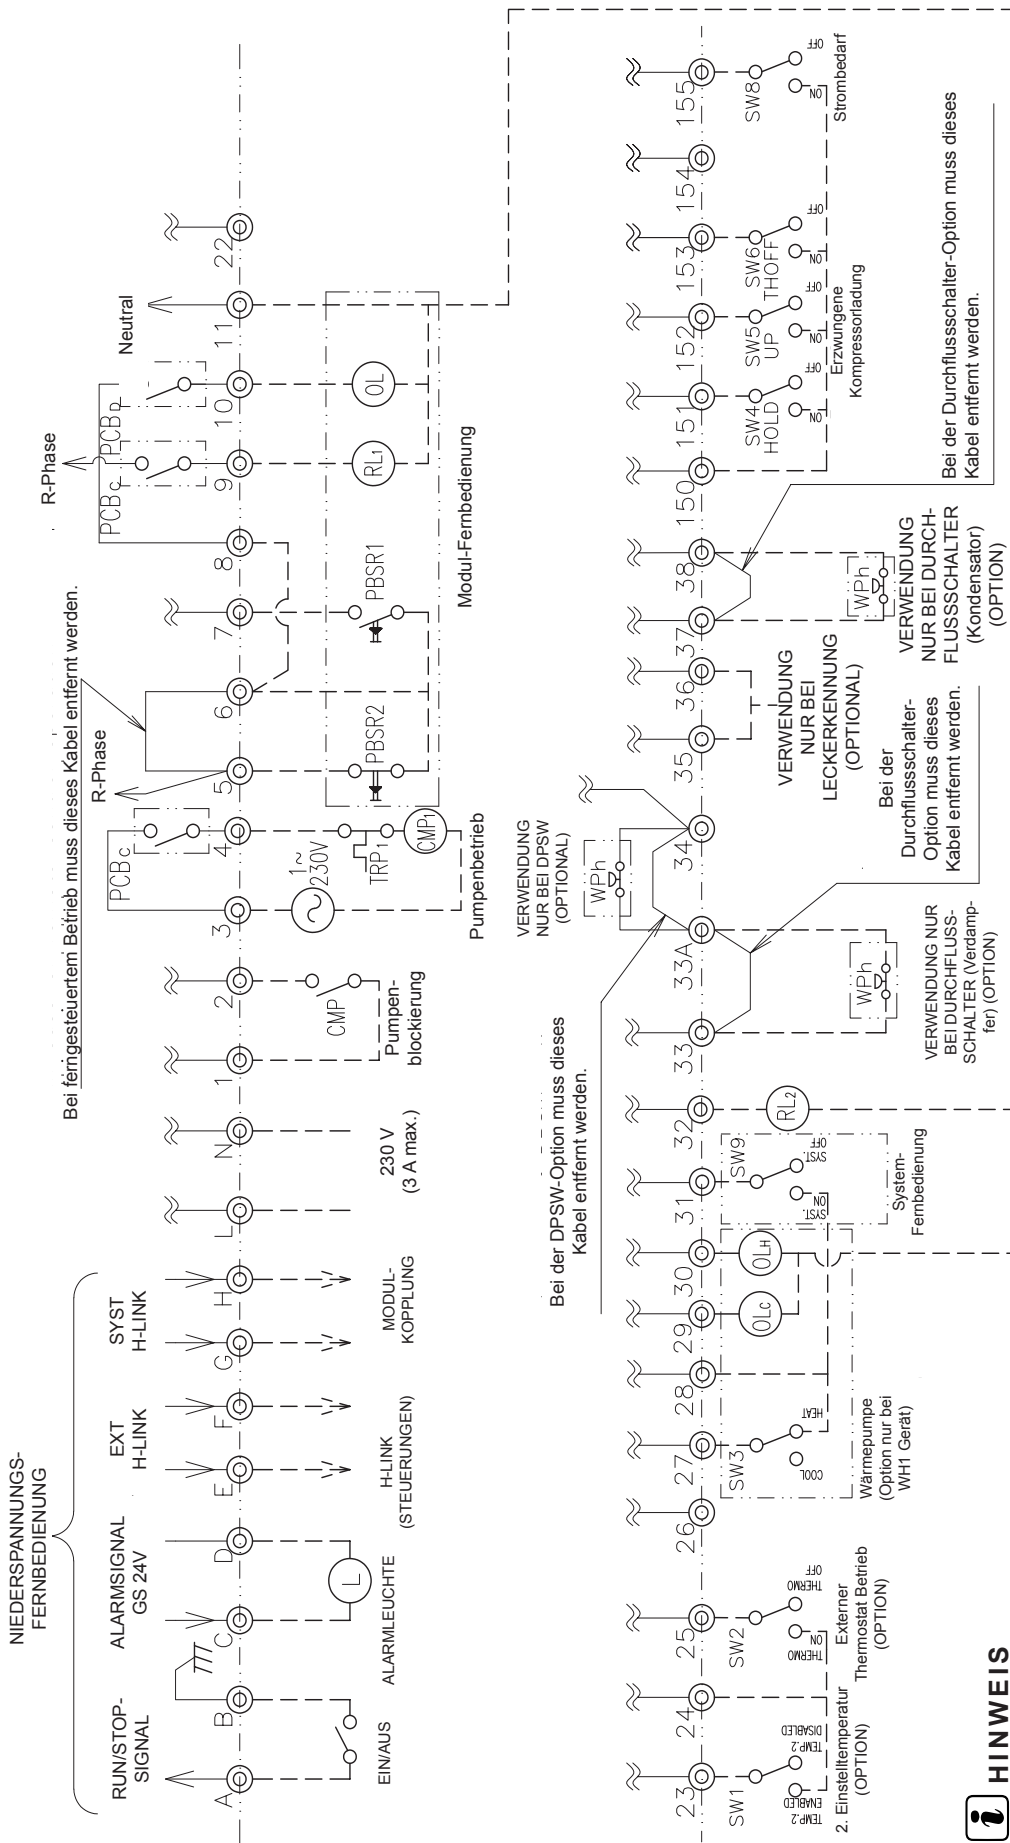 NIEDERSPANNUNGS-
FERNBEDIENUNG
RUN/STOP-
SIGNAL
ALARMSIGNAL
GS 24V
EXT
H-LINK
SYST
H-LINK
A
B
C
D
E
F
G
H
L
N
1
2
3
4
5
6
7
8
9
10
11
22
EIN/AUS
L
ALARMLEUCHTE
H-LINK
(STEUERUNGEN)
MODUL-
KOPPLUNG
230 V
(3 A max.)
CMP
Pumpen-
blockierung
PCBc
1~
230V
TRP1
CMP1
Pumpenbetrieb
Bei ferngesteuertem Betrieb muss dieses Kabel entfernt werden.
R-Phase
PBSR2
PBSR1
Modul-Fernbedienung
R-Phase
PCBc
PCBD
RL1
OL
Neutral
23
24
25
26
27
28
29
30
31
32
33
33A
34
35
36
37
38
150
151
152
153
154
155
SW1
TEMP.2
ENABLED
TEMP.2
DISABLED
2. Einstelltemperatur
(OPTION)
SW2
THERMO
ON
THERMO
OFF
Externer
Thermostat Betrieb
(OPTION)
SW3
COOL
HEAT
OLC
OLH
Wärmepumpe
(Option nur bei
WH1 Gerät)
SW9
SYST.
ON
SYST.
OFF
System-
Fernbedienung
RL2
Bei der DPSW-Option muss dieses
Kabel entfernt werden.
VERWENDUNG
NUR BEI DPSW
(OPTIONAL)
WPh
WPh
VERWENDUNG NUR
BEI DURCHFLUSS-
SCHALTER (Verdamp-
fer) (OPTION)
Bei der
Durchflussschalter-
Option muss dieses
Kabel entfernt werden.
VERWENDUNG
NUR BEI
LECKERKENNUNG
(OPTIONAL)
WPh
VERWENDUNG
NUR BEI DURCH-
FLUSSSCHALTER
(Kondensator)
(OPTION)
Bei der Durchflussschalter-Option muss dieses
Kabel entfernt werden.
SW4
HOLD
ON
OFF
SW5
UP
ON
OFF
SW6
THOFF
ON
OFF
Erzwungene
Kompressorladung
SW8
ON
OFF
Strombedarf
i HINWEIS